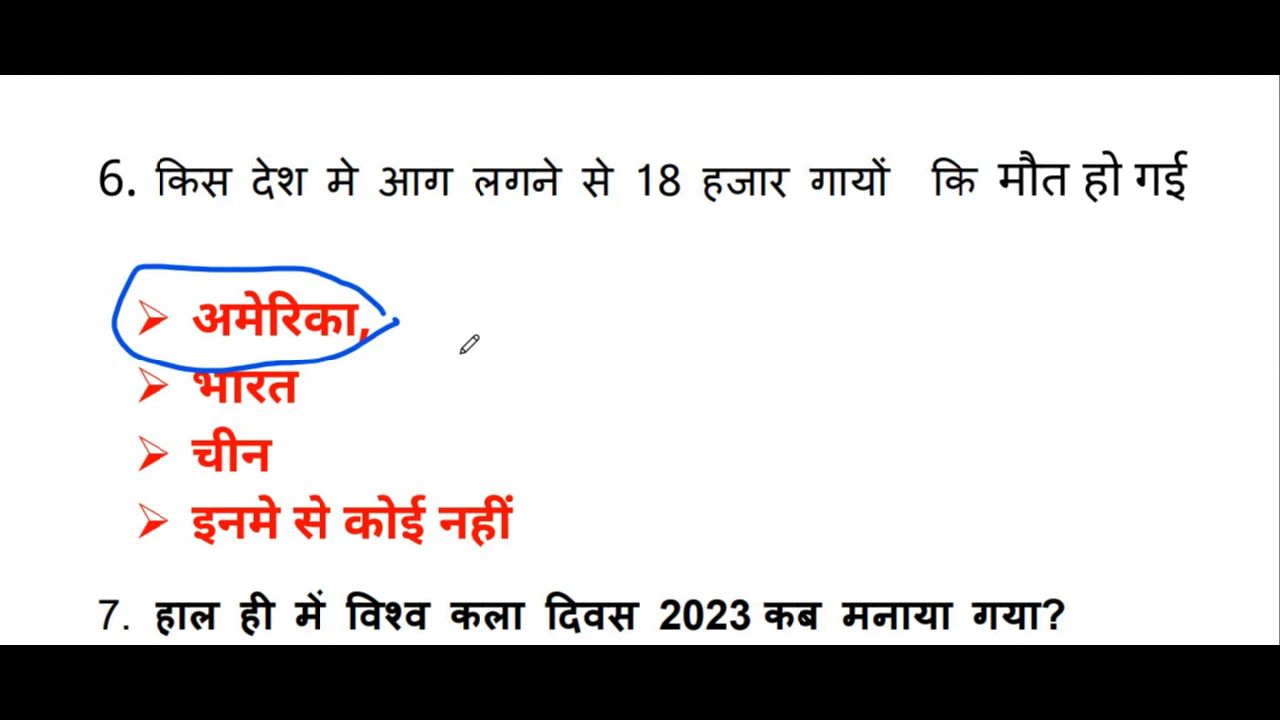 6. किस देश मे आग लगने से 18 हजार गायों कि मौत हो गई
➢ अमेरिका,
➢ भारत
➢ चीन
➢ इनमे से कोई नहीं
7. हाल ही में विश्व कला दिवस 2023 कब मनाया गया?